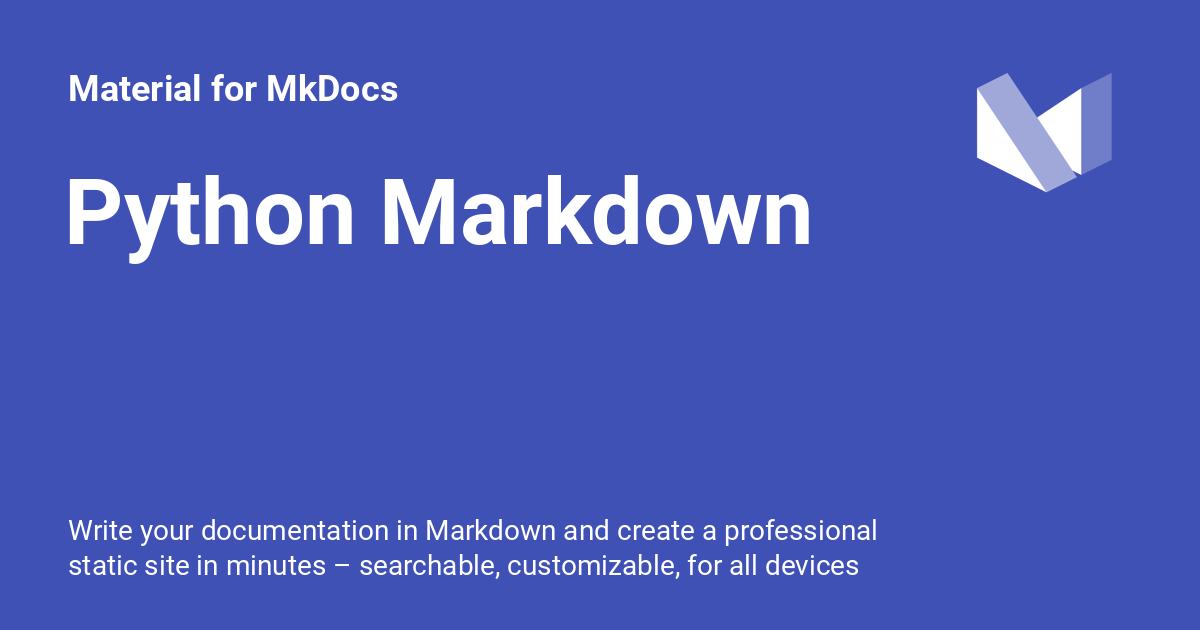 Material for MkDocs
Python Markdown
Write your documentation in Markdown and create a professional
static site in minutes – searchable, customizable, for all devices